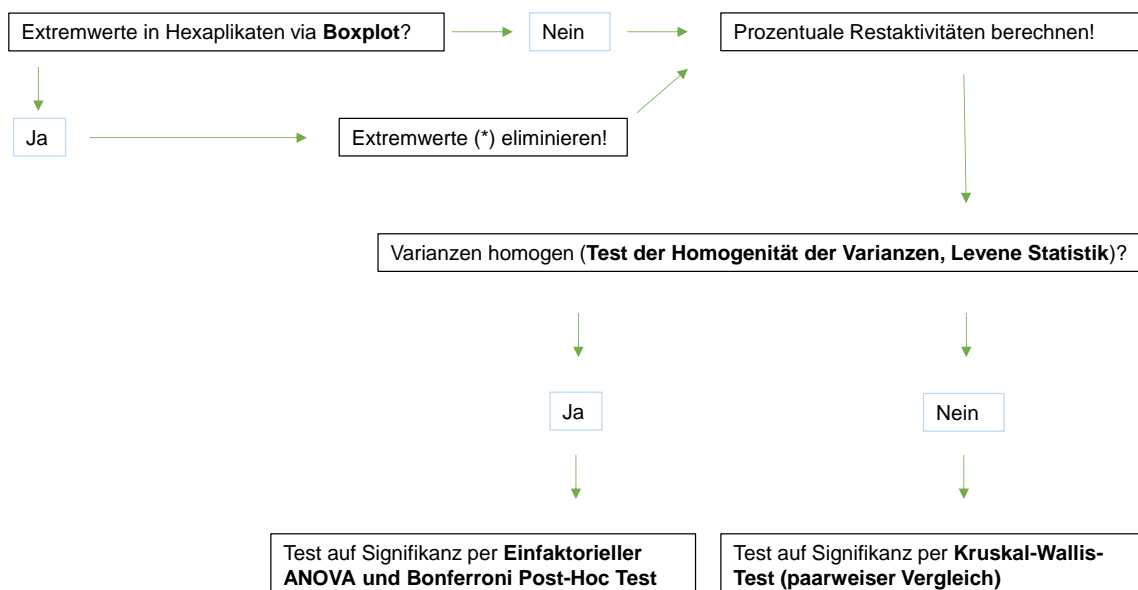 Extremwerte in Hexaplikaten via Boxplot?
Nein
Prozentuale Restaktivitäten berechnen!
Ja
Extremwerte (*) eliminieren!
Varianzen homogen (Test der Homogenität der Varianzen, Levene Statistik)?
Ja
Nein
Test auf Signifikanz per Einfaktorieller
ANOVA und Bonferroni Post-Hoc Test
Test auf Signifikanz per Kruskal-Wallis-
Test (paarweiser Vergleich)